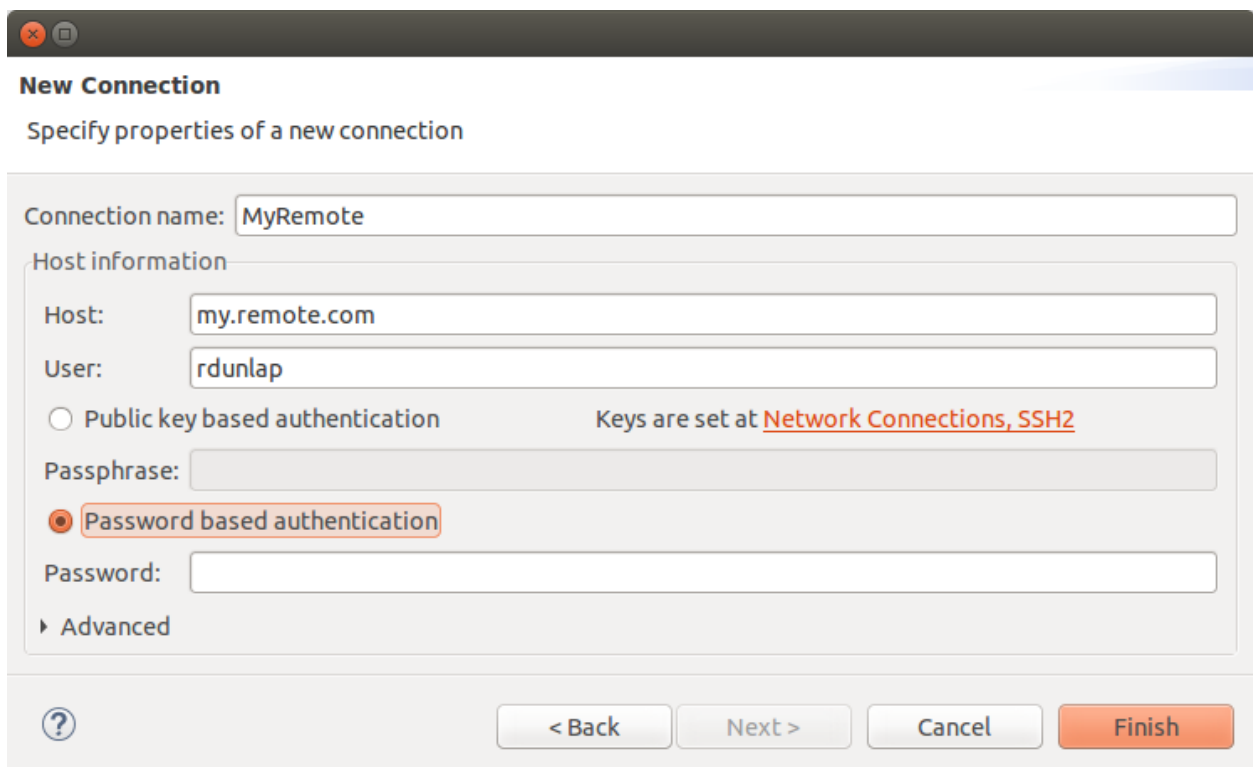 New Connection
Specify properties of a new connection
Connection name: MyRemote
Host information
Host: my.remote.com
User: rdunlap
Public key based authentication Keys are set at Network Connections, SSH2
Passphrase:
Password based authentication
Password:
Advanced
? < Back Next > Cancel Finish